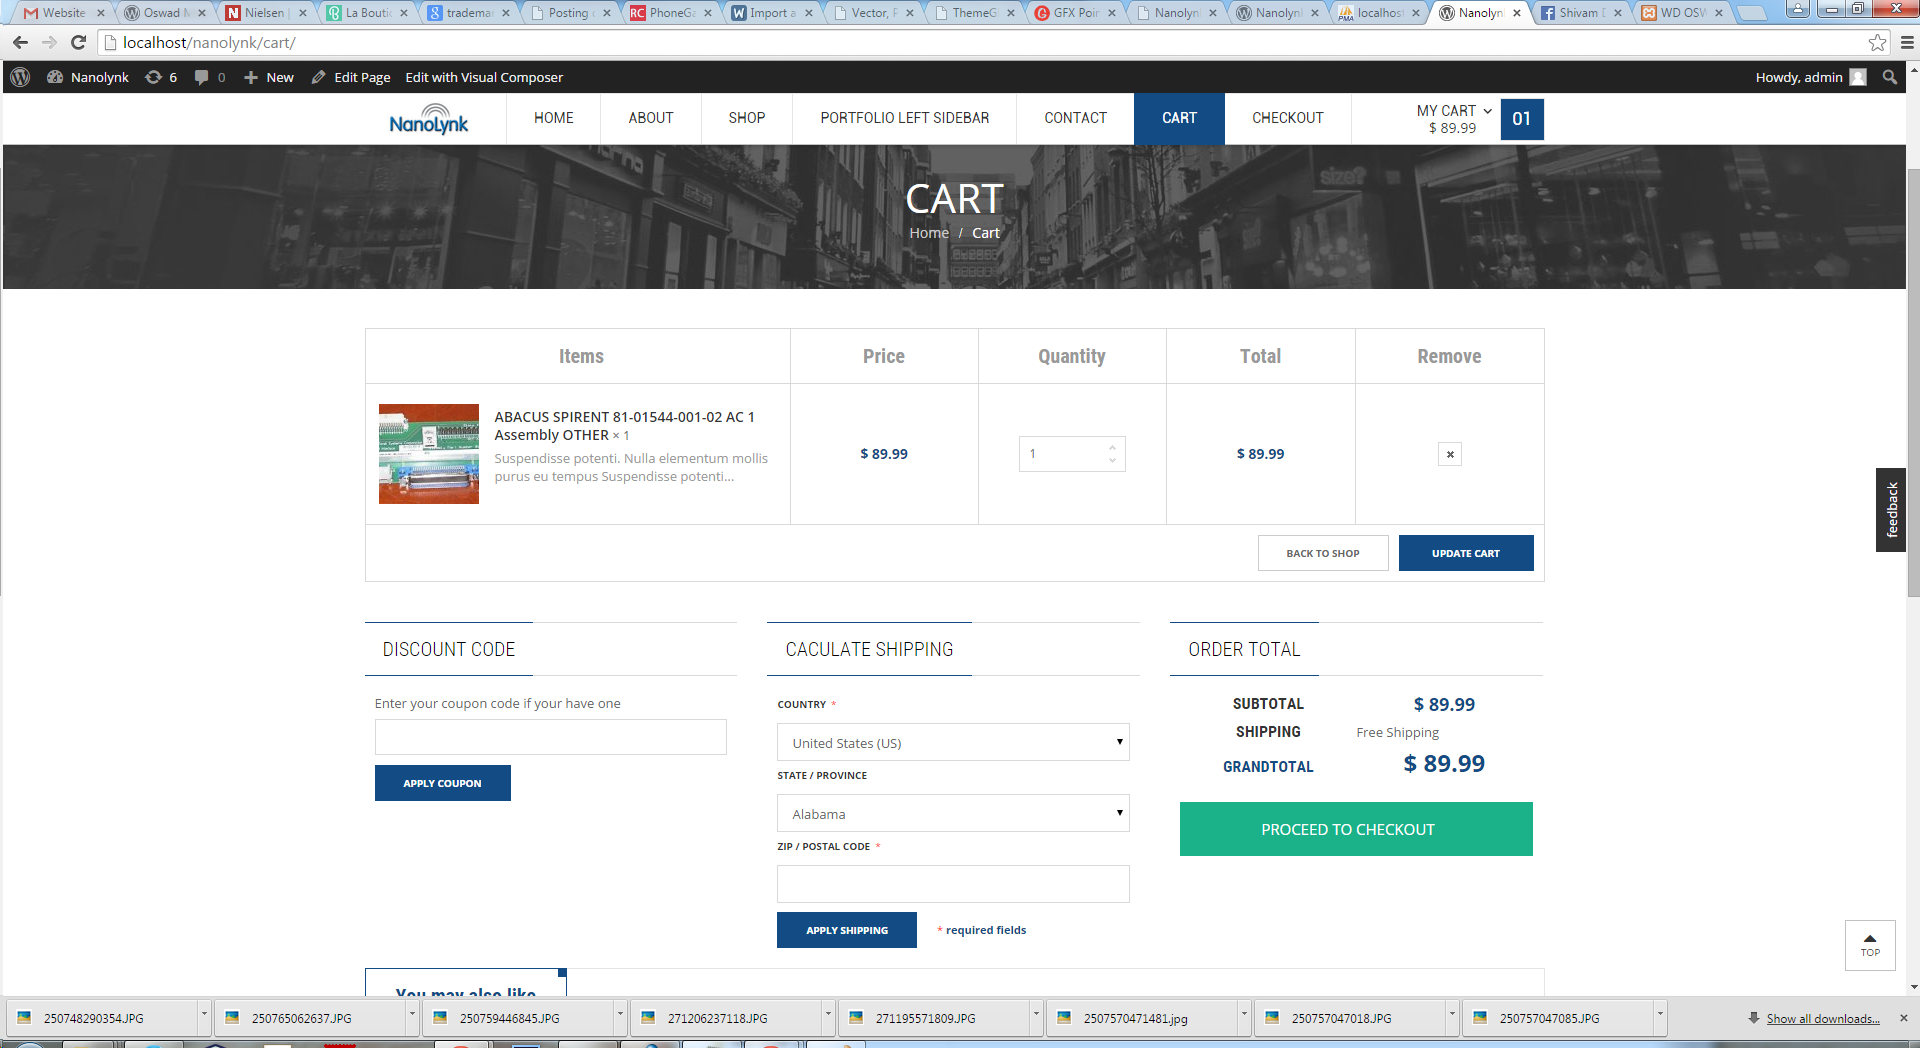 Website
Oswad M
Nielsen |
La Bouti
tradema
Posting
PhoneGa
Import a
Vector, F
ThemeG
GFX Poin
Nanolyn
Nanolyn
localhost
Nanolyn
Shivam D
WD OSW
localhost/nanolynk/cart/
Nanolynk 6 0 New Edit Page Edit with Visual Composer Howdy, admin
NanoLynk HOME ABOUT SHOP PORTFOLIO LEFT SIDEBAR CONTACT CART CHECKOUT MY CART 01
$ 89.99
size?
CART
Home / Cart
Items Price Quantity Total Remove
ABACUS SPIRENT 81-01544-001-02 AC 1
Assembly OTHER × 1
Suspendisse potenti. Nulla elementum mollis
purus eu tempus Suspendisse potenti...
$ 89.99 1 $ 89.99 ×
feedback
BACK TO SHOP UPDATE CART
DISCOUNT CODE
Enter your coupon code if your have one
APPLY COUPON
CACULATE SHIPPING
COUNTRY *
United States (US)
STATE / PROVINCE
Alabama
ZIP / POSTAL CODE *
APPLY SHIPPING * required fields
ORDER TOTAL
SUBTOTAL $ 89.99
SHIPPING Free Shipping
GRANDTOTAL $ 89.99
PROCEED TO CHECKOUT
TOP
You may also like
250748290354.JPG 250765062637.JPG 250759446845.JPG 271206237118.JPG 271195571809.JPG 2507570471481.jpg 250757047018.JPG 250757047085.JPG Show all downloads...